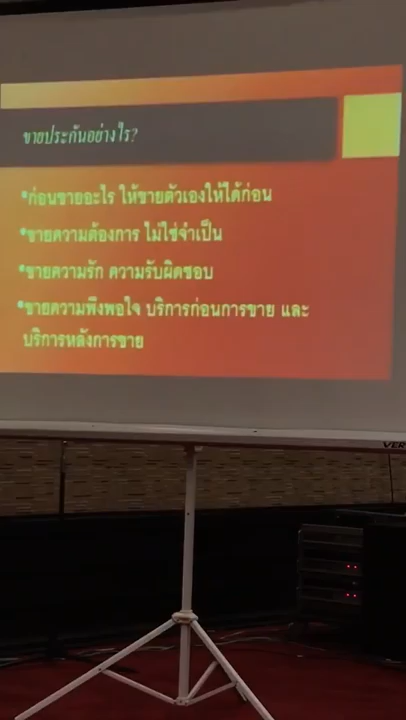 ขายประกันอย่างไร?
*ก่อนขายอะไร ให้ขายตัวเองให้ได้ก่อน
*ขายความต้องการ ไม่ใช่จำเป็น
*ขายความรัก ความรับผิดชอบ
*ขายความพึงพอใจ บริการก่อนการขาย และ
บริการหลังการขาย
VER